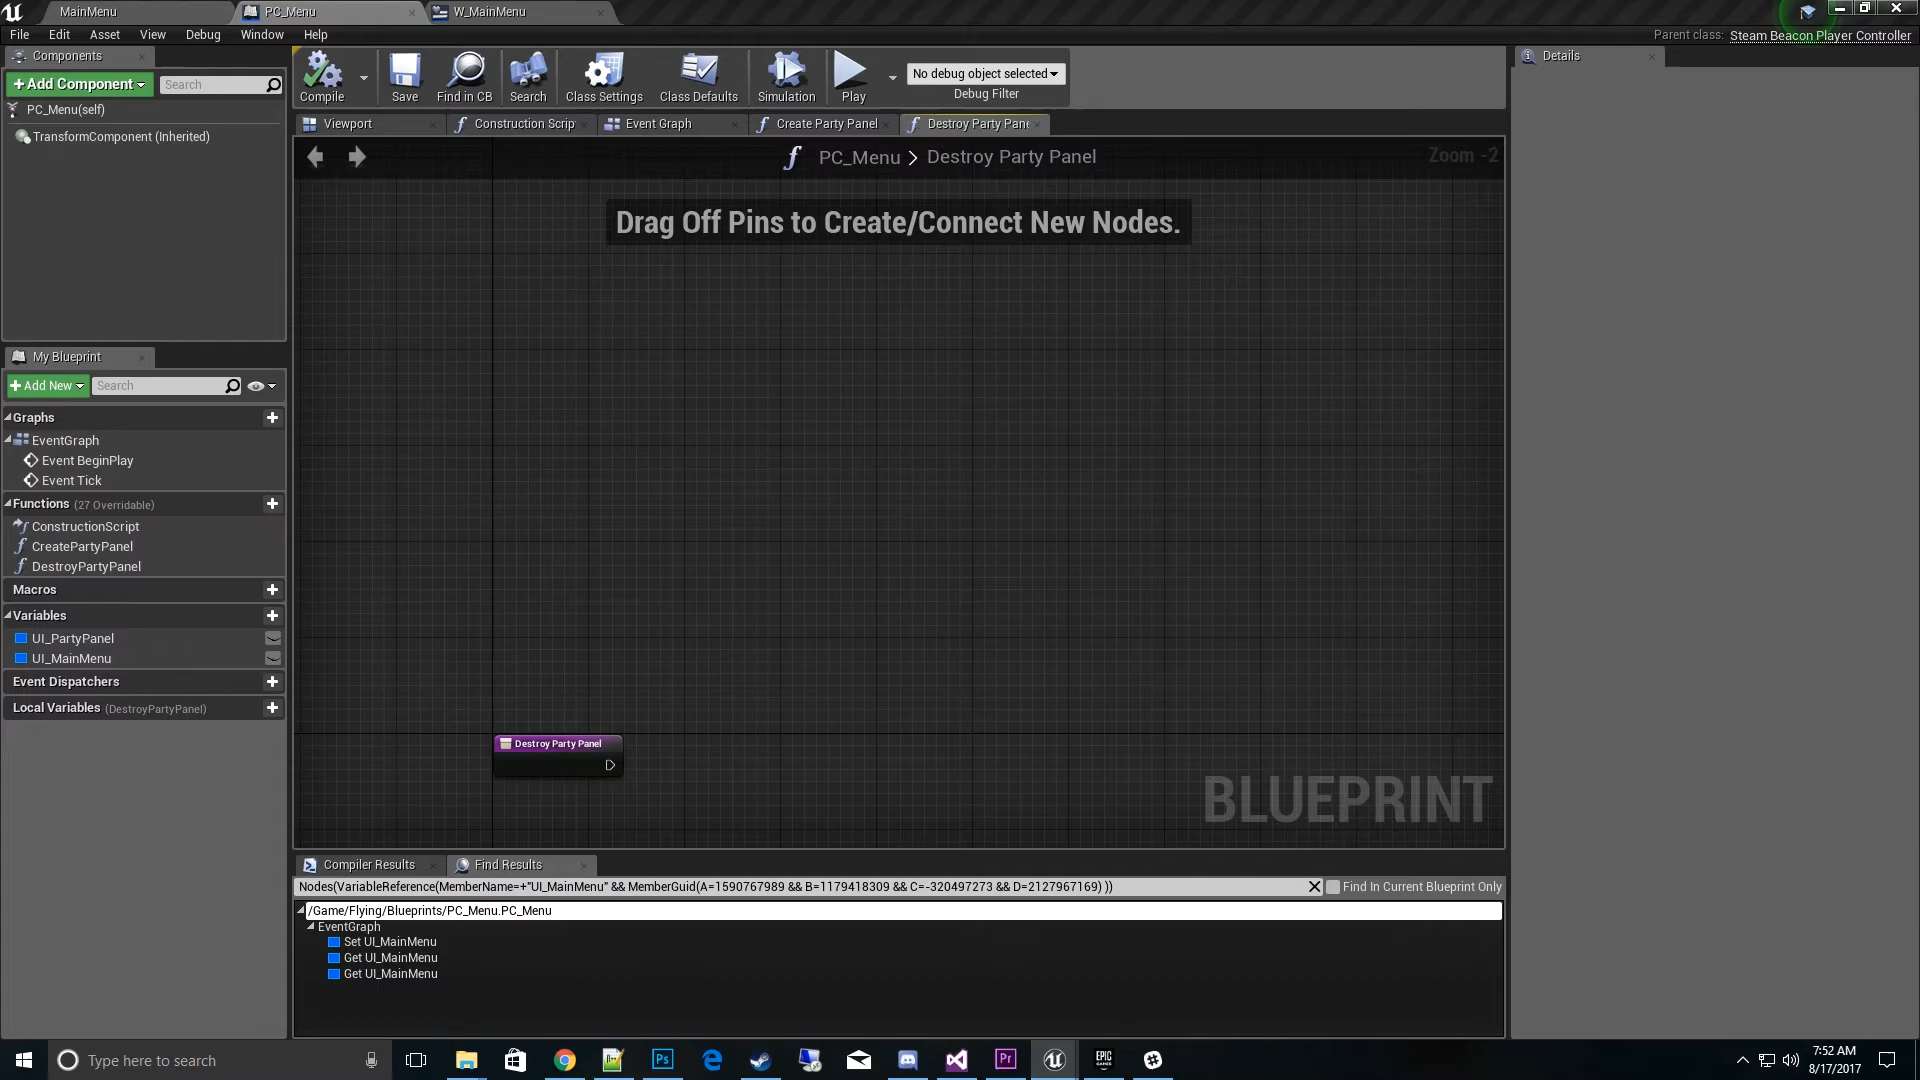 MainMenu
PC_Menu
W_MainMenu
File
Edit
Asset
View
Debug
Window
Help
Parent class: Steam Beacon Player Controller
Components
+ Add Component
Search
PC_Menu(self)
TransformComponent (Inherited)
Compile
Save
Find in CB
Search
Class Settings
Class Defaults
Simulation
Play
No debug object selected
Debug Filter
Details
Viewport
Construction Scrip
Event Graph
Create Party Panel
Destroy Party Pane
PC_Menu > Destroy Party Panel
Zoom -2
Drag Off Pins to Create/Connect New Nodes.
My Blueprint
+ Add New
Search
Graphs
EventGraph
Event BeginPlay
Event Tick
Functions (27 Overridable)
ConstructionScript
CreatePartyPanel
DestroyPartyPanel
Macros
Variables
UI_PartyPanel
UI_MainMenu
Event Dispatchers
Local Variables (DestroyPartyPanel)
Destroy Party Panel
BLUEPRINT
Compiler Results
Find Results
Nodes(VariableReference(MemberName=+"UI_MainMenu" && MemberGuid(A=1590767989 && B=1179418309 && C=-320497273 && D=2127967169) ))
Find In Current Blueprint Only
/Game/Flying/Blueprints/PC_Menu.PC_Menu
EventGraph
Set UI_MainMenu
Get UI_MainMenu
Get UI_MainMenu
Type here to search
Ps
Pr
EPIC
GAMES
7:52 AM
8/17/2017